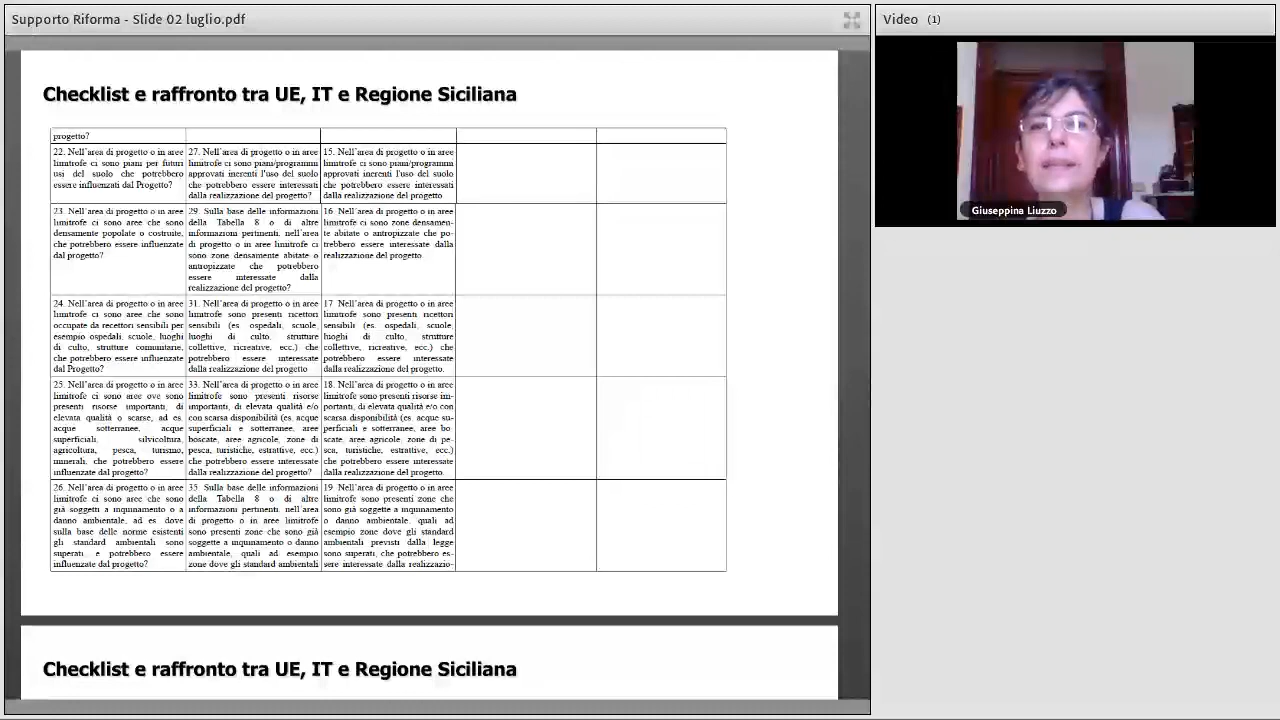 Supporto Riforma - Slide 02 luglio.pdf
Video (1)
Giuseppina Liuzzo
Checklist e raffronto tra UE, IT e Regione Siciliana
progetto?
22. Nell'area di progetto o in aree
limitrofe ci sono piani per futuri
usi del suolo che potrebbero
essere influenzati dal Progetto?
27. Nell'area di progetto o in aree
limitrofe ci sono piani/programmi
approvati inerenti l'uso del suolo
che potrebbero essere interessati
dalla realizzazione del progetto?
15. Nell'area di progetto o in aree
limitrofe ci sono piani/programmi
approvati inerenti l'uso del suolo
che potrebbero essere interessati
dalla realizzazione del progetto
23. Nell'area di progetto o in aree
limitrofe ci sono aree che sono
densamente popolate o costruite,
che potrebbero essere influenzate
dal progetto?
29. Sulla base delle informazioni
della Tabella 8 o di altre
informazioni pertinenti, nell'area
di progetto o in aree limitrofe ci
sono zone densamente abitate o
antropizzate che potrebbero
essere interessate dalla
realizzazione del progetto?
16 Nell'area di progetto o in aree
limitrofe ci sono zone densamen-
te abitate o antropizzate che po-
trebbero essere interessate dalla
realizzazione del progetto
24. Nell'area di progetto o in aree
limitrofe ci sono aree che sono
occupate da recettori sensibili per
esempio ospedali, scuole, luoghi
di culto, strutture comunitarie,
che potrebbero essere influenzate
dal Progetto?
31. Nell'area di progetto o in aree
limitrofe sono presenti ricettori
sensibili (es. ospedali, scuole,
luoghi di culto, strutture
collettive, ricreative, ecc.) che
potrebbero essere interessate
dalla realizzazione del progetto
17 Nell'area di progetto o in aree
limitrofe sono presenti ricettori
sensibili (es. ospedali, scuole,
luoghi di culto, strutture
collettive, ricreative, ecc.) che
potrebbero essere interessate
dalla realizzazione del progetto.
25. Nell'area di progetto o in aree
limitrofe ci sono aree ove sono
presenti risorse importanti, di
elevata qualità o scarse, ad es.
acque sotterranee, acque
superficiali, silvicoltura,
agricoltura, pesca, turismo,
minerali, che potrebbero essere
influenzate dal progetto?
33. Nell'area di progetto o in aree
limitrofe sono presenti risorse
importanti, di elevata qualità e/o
con scarsa disponibilità (es. acque
superficiali e sotterranee, aree
boscate, aree agricole, zone di
pesca, turistiche, estrattive, ecc.)
che potrebbero essere interessate
dalla realizzazione del progetto?
18. Nell'area di progetto o in aree
limitrofe sono presenti risorse im-
portanti, di elevata qualità e/o con
scarsa disponibilità (es. acque su-
perficiali e sotterranee, aree bo-
scate, aree agricole, zone di pe-
sca, turistiche, estrattive, ecc.)
che potrebbero essere interessate
dalla realizzazione del progetto.
26. Nell'area di progetto o in aree
limitrofe ci sono aree che sono
già soggetti a inquinamento o a
danno ambientale, ad es. dove
sulla base delle norme esistenti
gli standard ambientali sono
superati e potrebbero essere
influenzate dal progetto?
35. Sulla base delle informazioni
della Tabella 8 o di altre
informazioni pertinenti, nell'area
di progetto o in aree limitrofe
sono presenti zone che sono già
soggette a inquinamento o danno
ambientale, quali ad esempio
zone dove gli standard ambientali
19 Nell'area di progetto o in aree
limitrofe sono presenti zone che
sono già soggette a inquinamento
o danno ambientale, quali ad
esempio zone dove gli standard
ambientali previsti dalla legge
sono superati, che potrebbero es-
sere interessate dalla realizzazio-
Checklist e raffronto tra UE, IT e Regione Siciliana